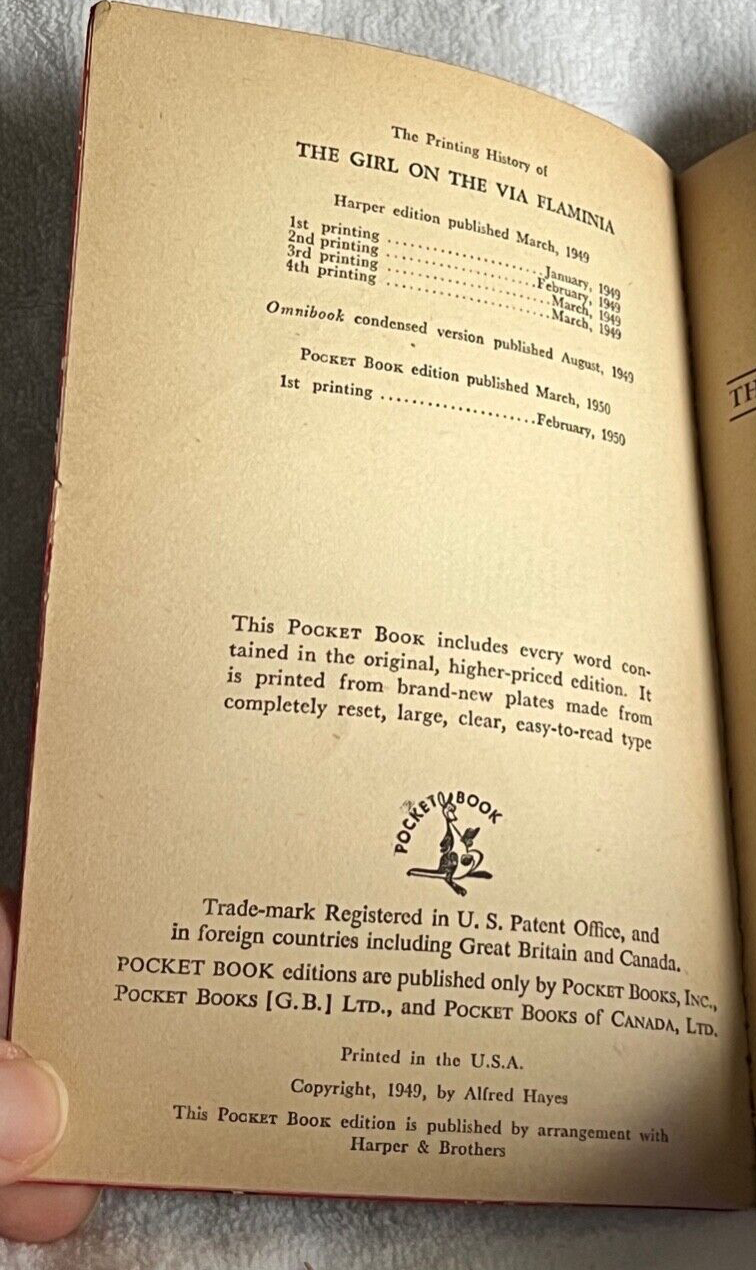 The Printing History of
THE GIRL ON THE VIA FLAMINIA
Harper edition published March, 1949
1st printing ......................January, 1949
2nd printing ......................February, 1949
3rd printing ......................March, 1949
4th printing ......................March, 1949
Omnibook condensed version published August, 1949
POCKET BOOK edition published March, 1950
1st printing ....................February, 1950
This POCKET BOOK includes every word con-
tained in the original, higher-priced edition. It
is printed from brand-new plates made from
completely reset, large, clear, easy-to-read type
POCKET BOOK
Trade-mark Registered in U. S. Patent Office, and
in foreign countries including Great Britain and Canada.
POCKET BOOK editions are published only by POCKET BOOKS, INC.,
POCKET BOOKS [G.B.] LTD., and POCKET BOOKS of CANADA, LTD.
Printed in the U.S.A.
Copyright, 1949, by Alfred Hayes
This POCKET BOOK edition is published by arrangement with
Harper & Brothers
TH